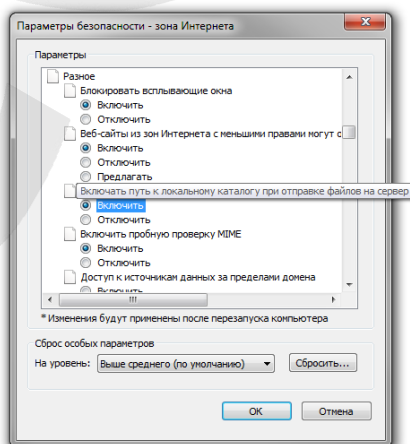 Параметры безопасности - зона Интернета
Параметры
Разное
Блокировать всплывающие окна
Включить
Отключить
Веб-сайты из зон Интернета с меньшими правами могут о
Включить
Отключить
Предлагать
Включать путь к локальному каталогу при отправке файлов на сервер
Включить
Отключить
Включить пробную проверку MIME
Включить
Отключить
Доступ к источникам данных за пределами домена
Включить
*Изменения будут применены после перезапуска компьютера
Сброс особых параметров
На уровень: Выше среднего (по умолчанию) Сбросить...
ОК Отмена